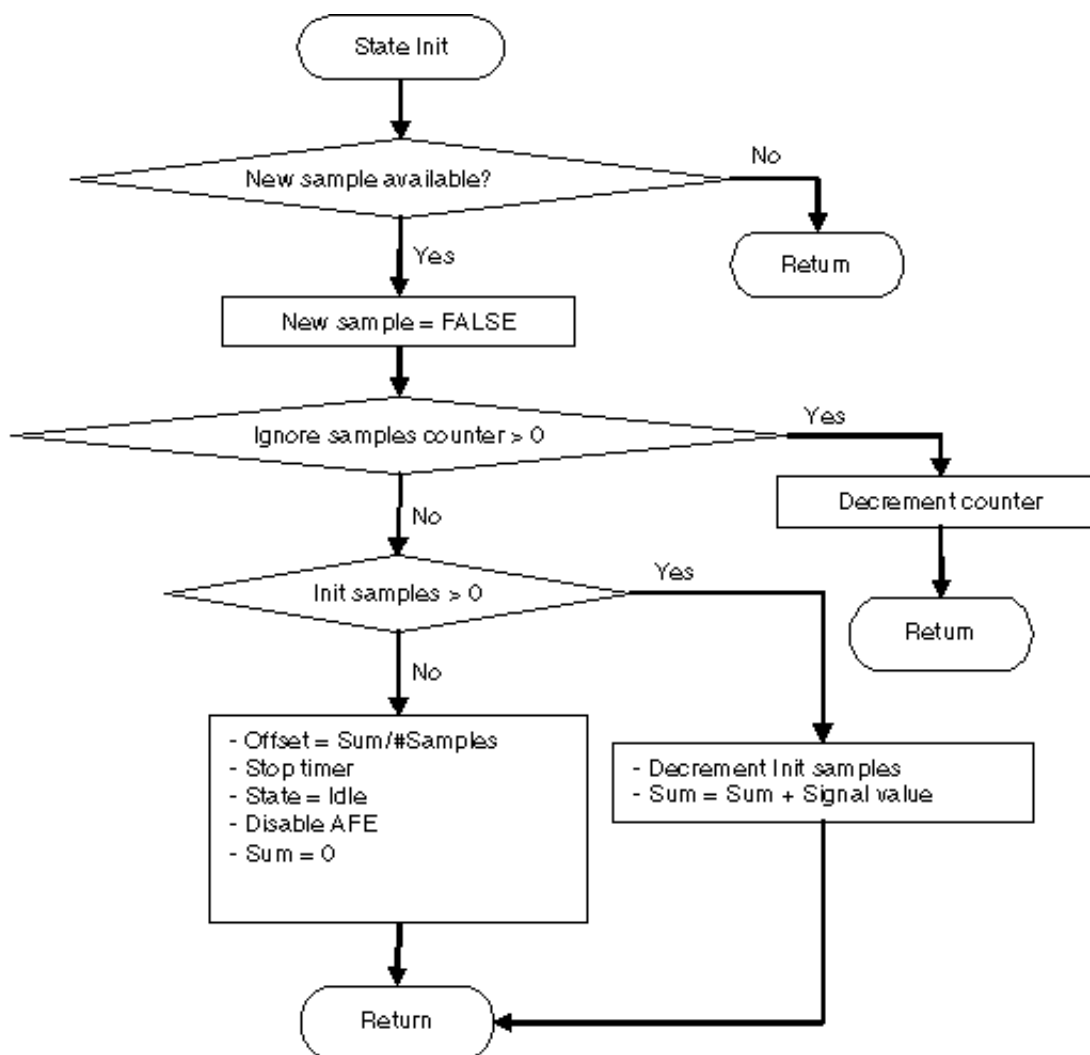 State Init
New sample available?
No
Return
Yes
New sample = FALSE
Ignore samples counter > 0
Yes
Decrement counter
Return
No
Init samples > 0
Yes
No
- Offset = Sum/#Samples
- Stop timer
- State = Idle
- Disable AFE
- Sum = 0
- Decrement Init samples
- Sum = Sum + Signal value
Return